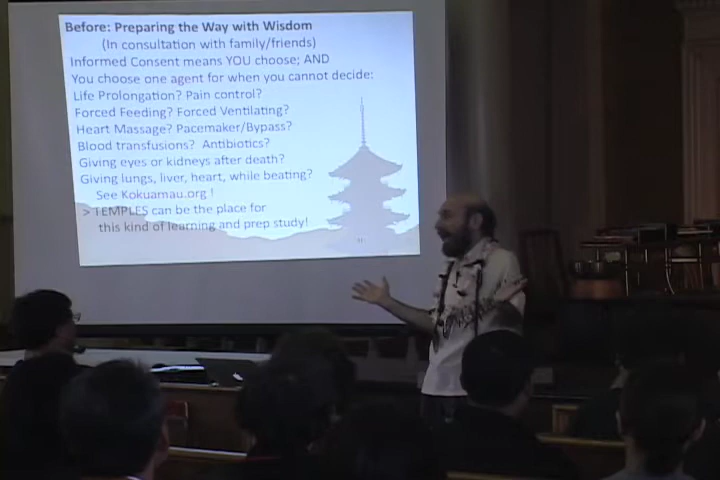 Before: Preparing the Way with Wisdom
(In consultation with family/friends)
Informed Consent means YOU choose; AND
You choose one agent for when you cannot decide:
Life Prolongation? Pain control?
Forced Feeding? Forced Ventilating?
Heart Massage? Pacemaker/Bypass?
Blood transfusions? Antibiotics?
Giving eyes or kidneys after death?
Giving lungs, liver, heart, while beating?
See Kokuamau.org !
> TEMPLES can be the place for
this kind of learning and prep study!